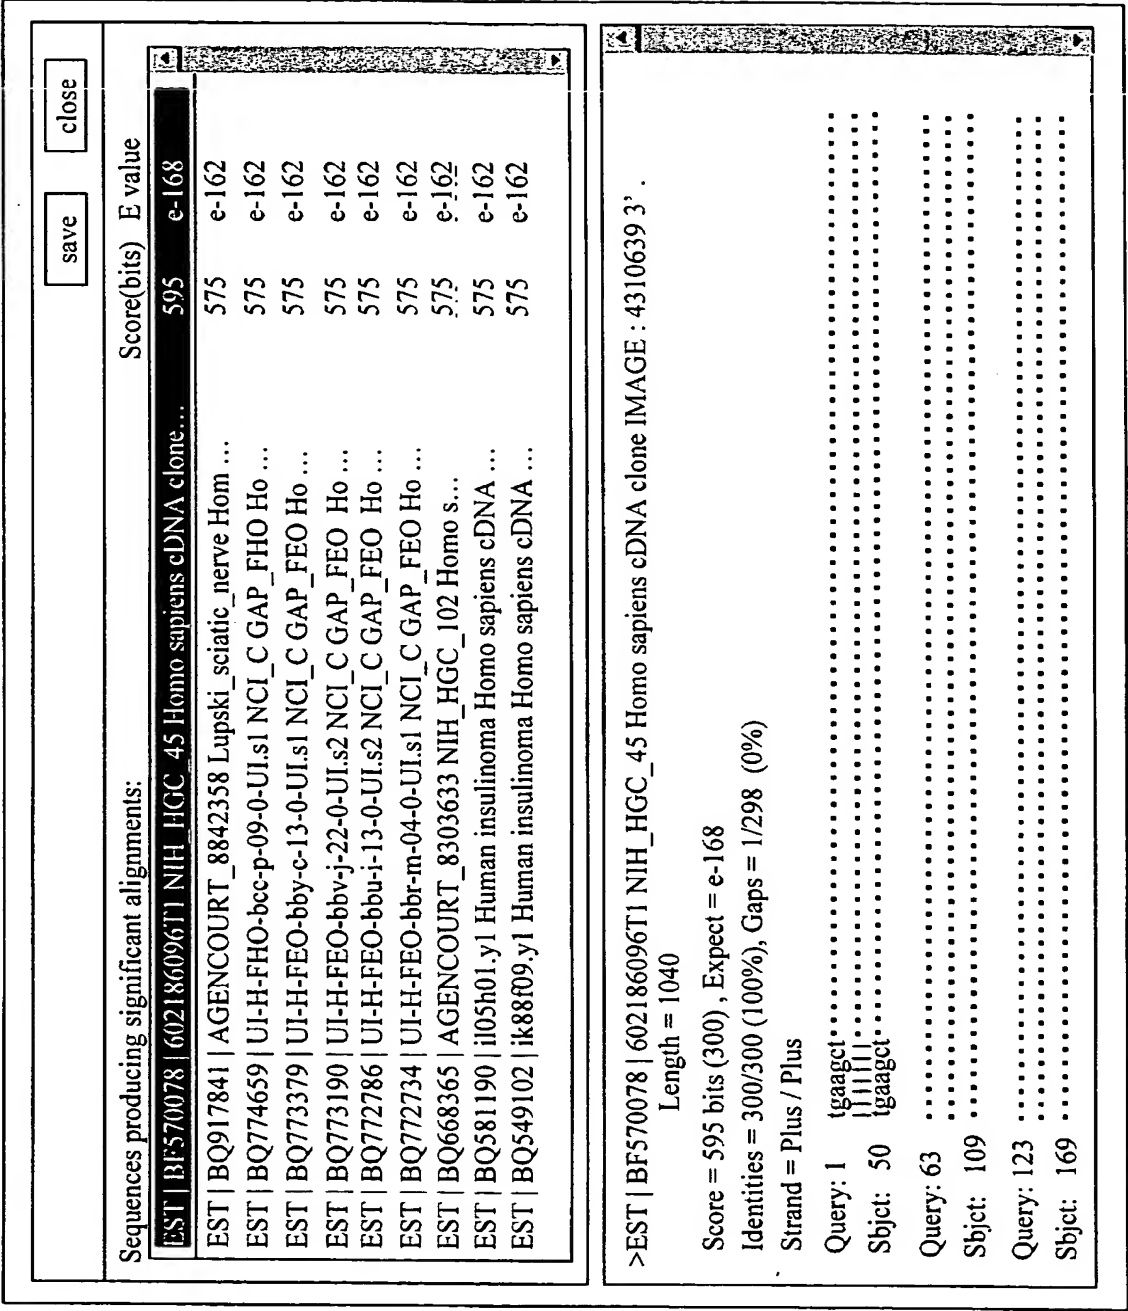 save close
Sequences producing significant alignments: Score(bits) E value
EST | BF570078 | 602186096T1 NIH_HGC_45 Homo sapiens cDNA clone... 595 e-168
EST | BQ917841 | AGENCOURT_8842358 Lupski_sciatic_nerve Hom ... 575 e-162
EST | BQ774659 | UI-H-FHO-bcc-p-09-0-UI.s1 NCI_C GAP_FHO Ho ... 575 e-162
EST | BQ773379 | UI-H-FEO-bby-c-13-0-UI.s1 NCI_C GAP_FEO Ho ... 575 e-162
EST | BQ773190 | UI-H-FEO-bbv-j-22-0-UI.s2 NCI_C GAP_FEO Ho ... 575 e-162
EST | BQ772786 | UI-H-FEO-bbu-i-13-0-UI.s2 NCI_C GAP_FEO Ho ... 575 e-162
EST | BQ772734 | UI-H-FEO-bbr-m-04-0-UI.s1 NCI_C GAP_FEO Ho ... 575 e-162
EST | BQ668365 | AGENCOURT_8303633 NIH_HGC_102 Homo s... 575 e-162
EST | BQ581190 | il05h01.y1 Human insulinoma Homo sapiens cDNA ... 575 e-162
EST | BQ549102 | ik88f09.y1 Human insulinoma Homo sapiens cDNA ... 575 e-162
>EST | BF570078 | 602186096T1 NIH_HGC_45 Homo sapiens cDNA clone IMAGE : 4310639 3' .
Length = 1040
Score = 595 bits (300) , Expect = e-168
Identities = 300/300 (100%), Gaps = 1/298 (0%)
Strand = Plus / Plus
Query: 1 tgaagct
| | | | | | |
Sbjct: 50 tgaagct
Query: 63
Sbjct: 109
Query: 123
Sbjct: 169